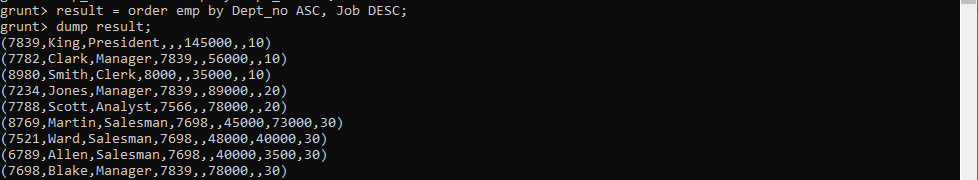 grunt> result = order emp by Dept_no ASC, Job DESC;
grunt> dump result;
(7839,King,President,,,145000,,10)
(7782,Clark,Manager,7839,,56000,,10)
(8980,Smith,Clerk,8000,,35000,,10)
(7234,Jones,Manager,7839,,89000,,20)
(7788,Scott,Analyst,7566,,78000,,20)
(8769,Martin,Salesman,7698,,45000,73000,30)
(7521,Ward,Salesman,7698,,48000,40000,30)
(6789,Allen,Salesman,7698,,40000,3500,30)
(7698,Blake,Manager,7839,,78000,,30)